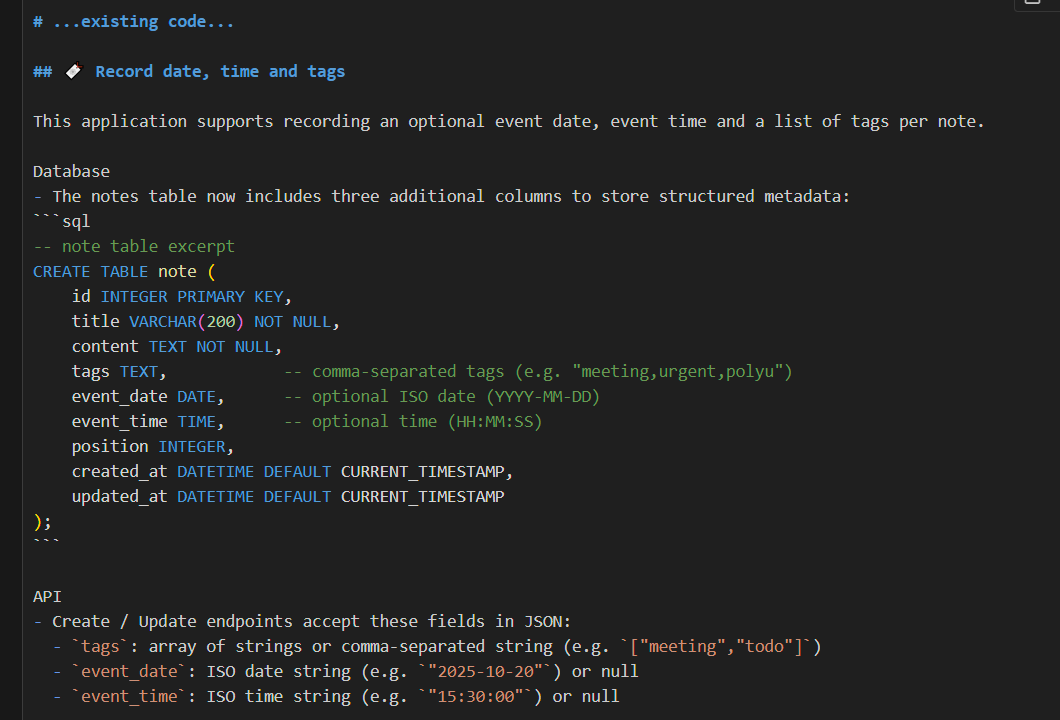 # ...existing code...
## 🏷️ Record date, time and tags
This application supports recording an optional event date, event time and a list of tags per note.
Database
- The notes table now includes three additional columns to store structured metadata:
```sql
-- note table excerpt
CREATE TABLE note (
    id INTEGER PRIMARY KEY,
    title VARCHAR(200) NOT NULL,
    content TEXT NOT NULL,
    tags TEXT,            -- comma-separated tags (e.g. "meeting,urgent,polyu")
    event_date DATE,      -- optional ISO date (YYYY-MM-DD)
    event_time TIME,      -- optional time (HH:MM:SS)
    position INTEGER,
    created_at DATETIME DEFAULT CURRENT_TIMESTAMP,
    updated_at DATETIME DEFAULT CURRENT_TIMESTAMP
);
```
API
- Create / Update endpoints accept these fields in JSON:
  - `tags`: array of strings or comma-separated string (e.g. `["meeting","todo"]`)
  - `event_date`: ISO date string (e.g. `"2025-10-20"`) or null
  - `event_time`: ISO time string (e.g. `"15:30:00"`) or null